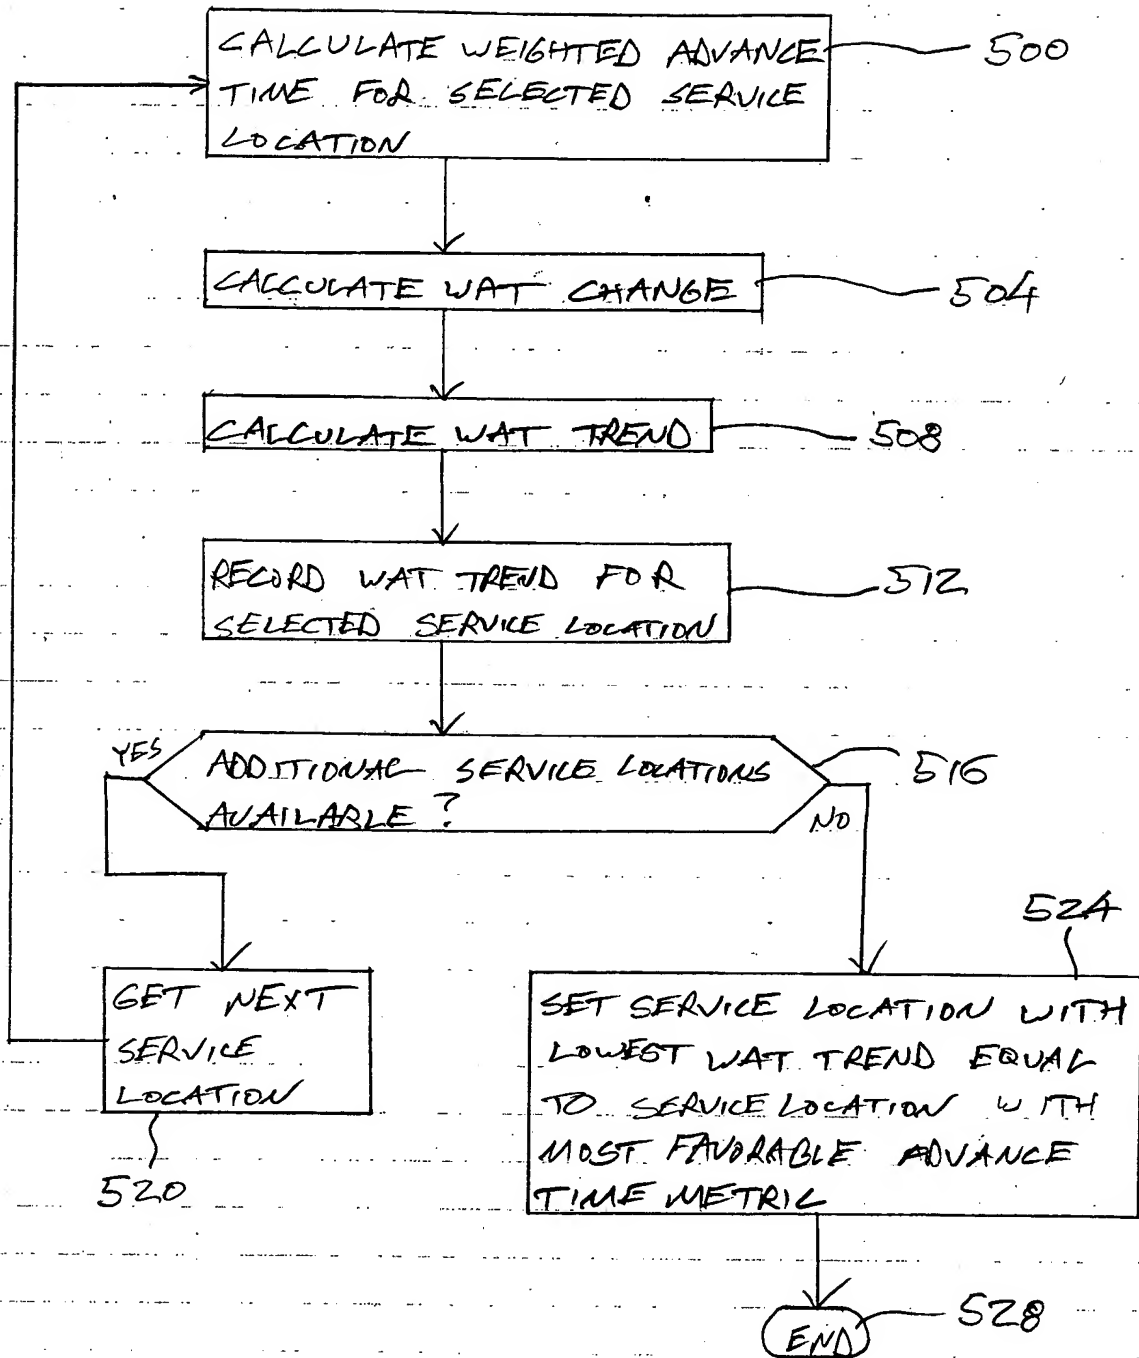 CALCULATE WEIGHTED ADVANCE
TIME FOR SELECTED SERVICE
LOCATION
500
CALCULATE WAT CHANGE
504
CALCULATE WAT TREND
508
RECORD WAT TREND FOR
SELECTED SERVICE LOCATION
512
YES
ADDITIONAL SERVICE LOCATIONS
AVAILABLE?
516
NO
524
GET NEXT
SERVICE
LOCATION
520
SET SERVICE LOCATION WITH
LOWEST WAT TREND EQUAL
TO SERVICE LOCATION WITH
MOST FAVORABLE ADVANCE
TIME METRIC
END
528